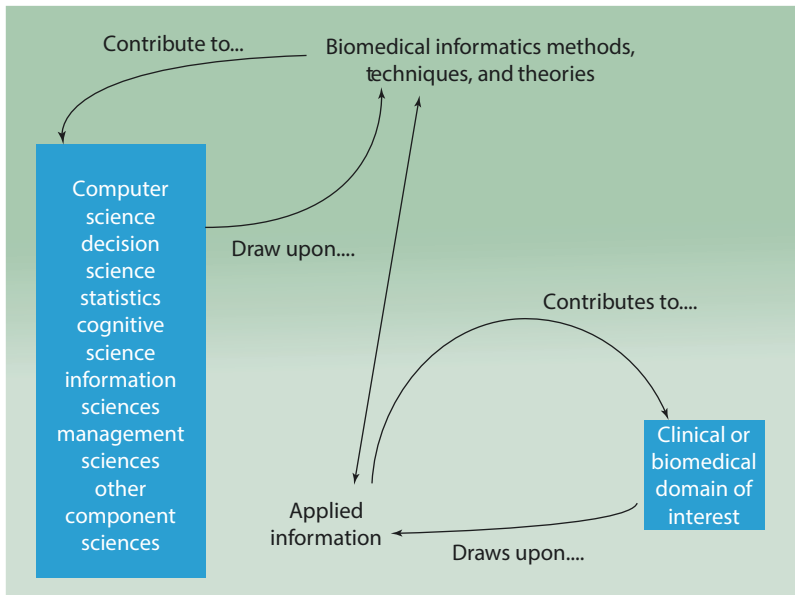 Contribute to...
Biomedical informatics methods,
techniques, and theories
Computer
science
decision
science
statistics
cognitive
science
information
sciences
management
sciences
other
component
sciences
Draw upon....
Contributes to....
Clinical or
biomedical
domain of
interest
Applied
information
Draws upon....